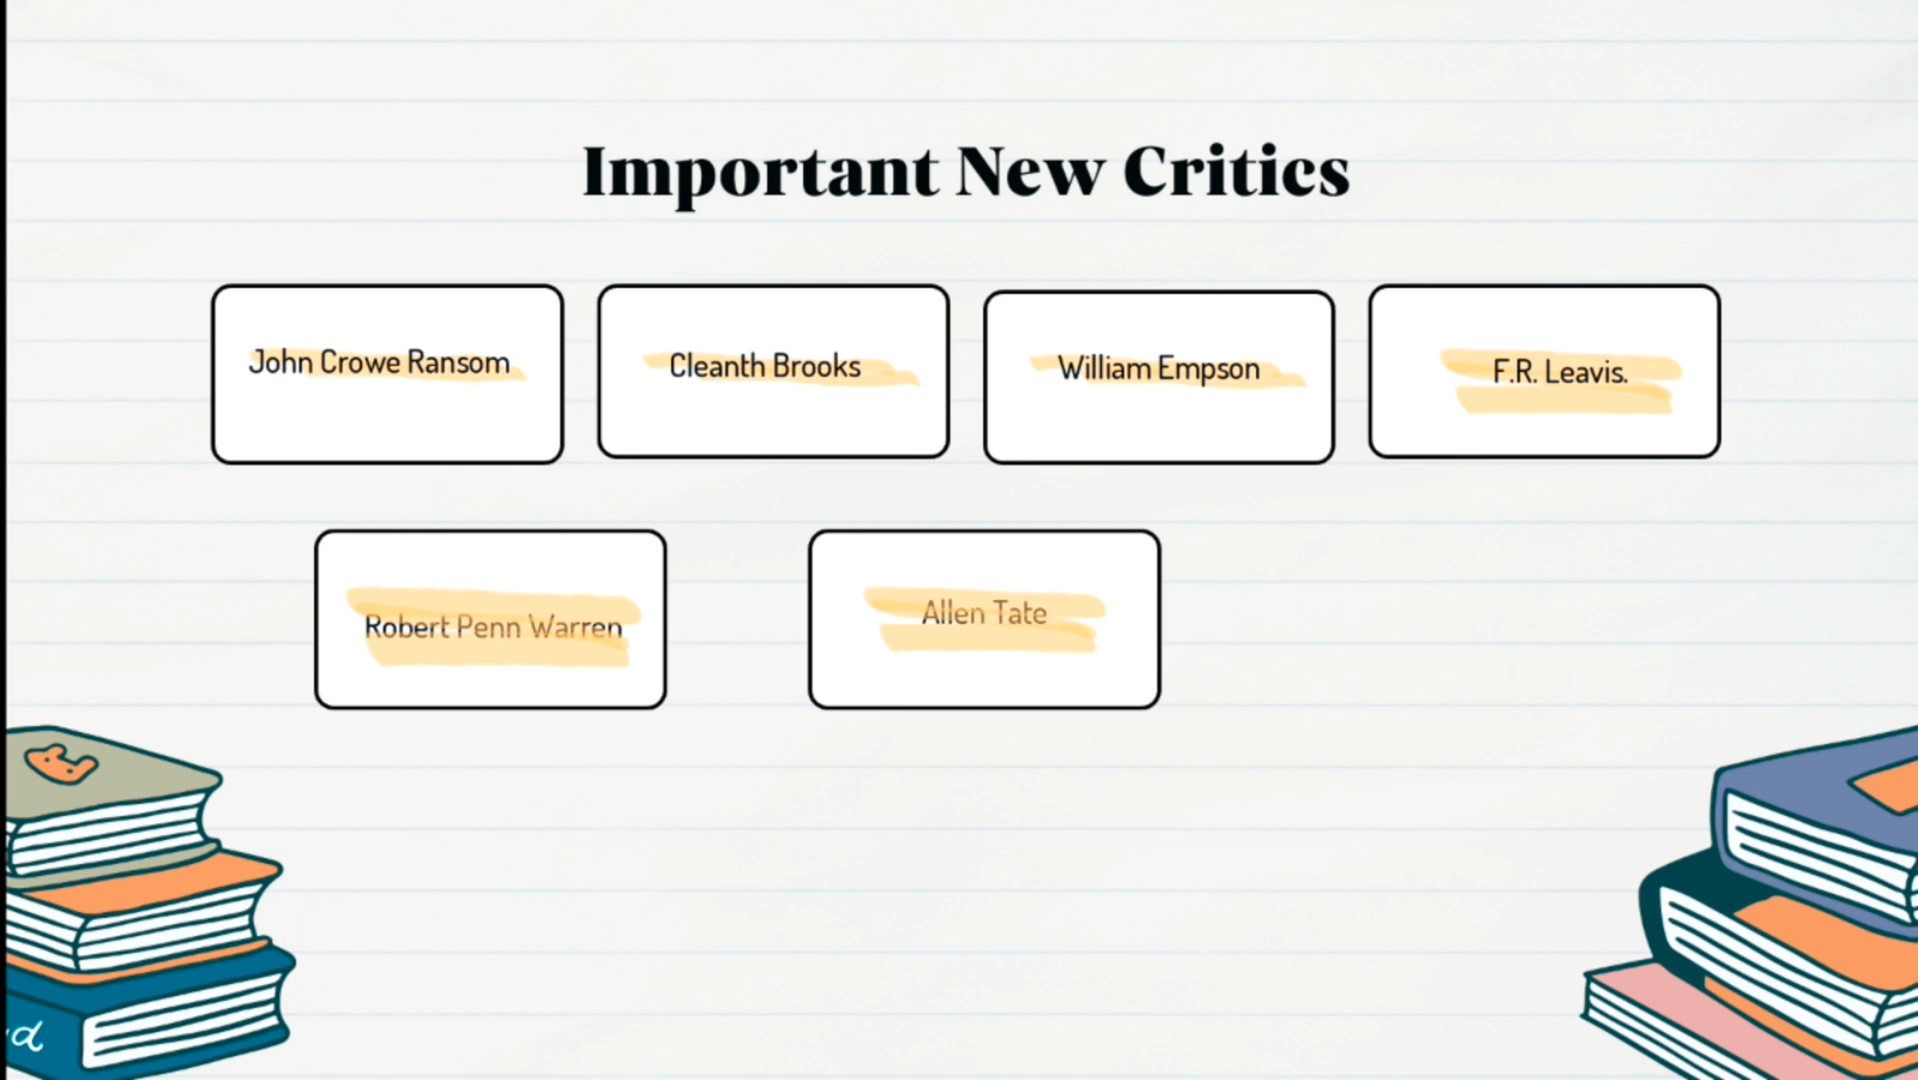 Important New Critics
John Crowe Ransom
Cleanth Brooks
William Empson
F.R. Leavis.
Robert Penn Warren
Allen Tate
d